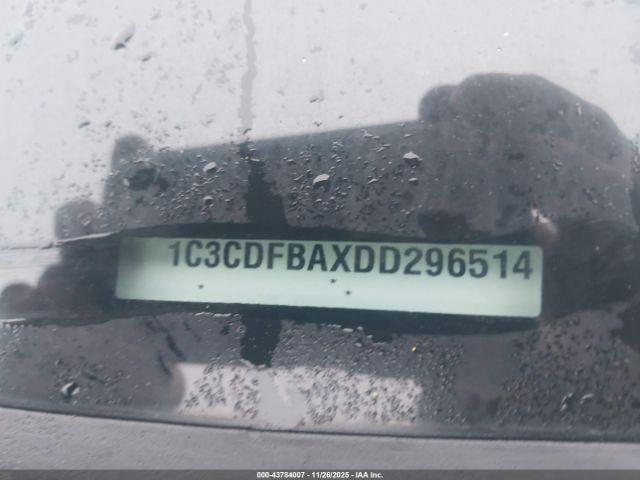 1C3CDFBAXDD296514
000-43784007 | 11/26/2025 | IAA Inc.